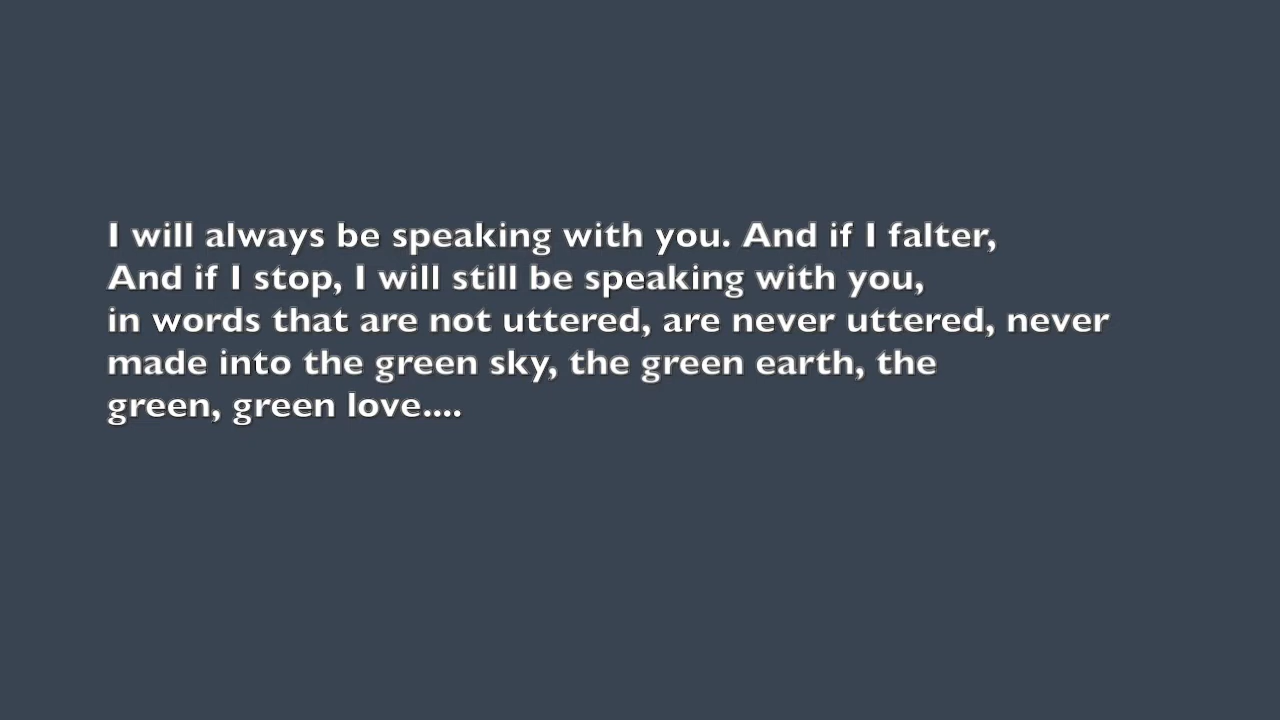 I will always be speaking with you. And if I falter,
And if I stop, I will still be speaking with you,
in words that are not uttered, are never uttered, never
made into the green sky, the green earth, the
green, green love....